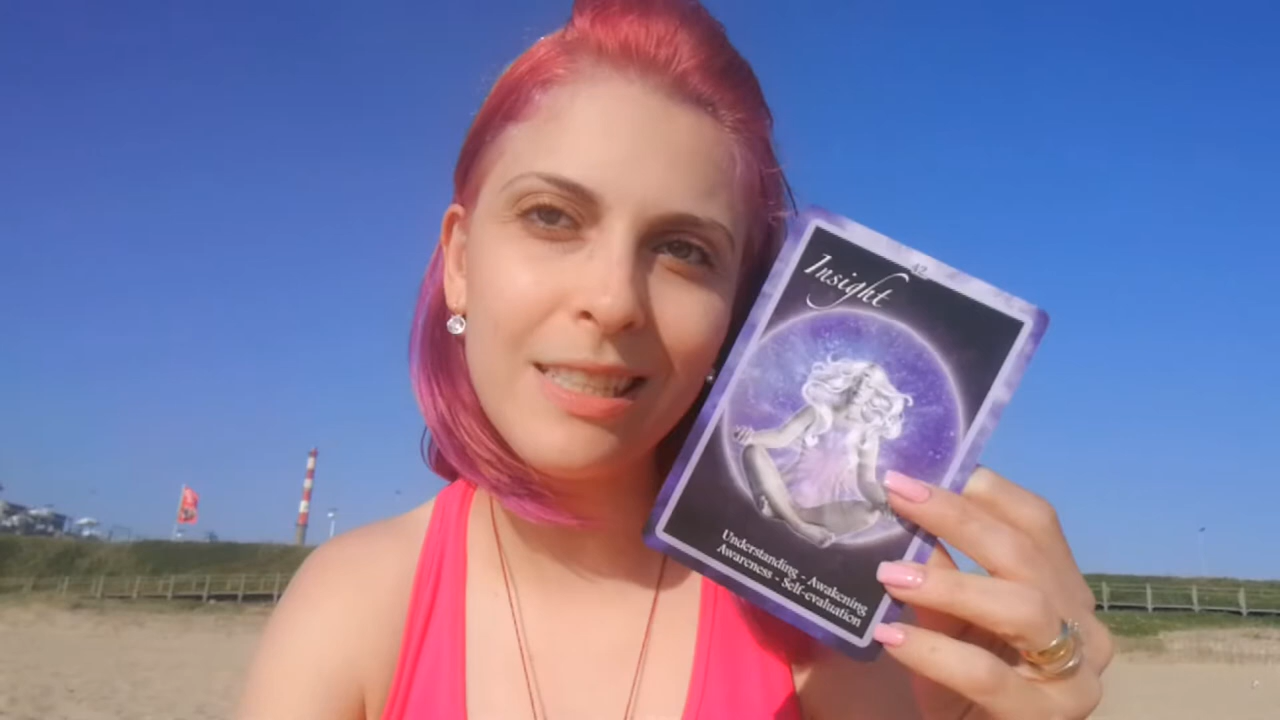 42
Insight
Understanding - Awakening
Awareness - Self-evaluation